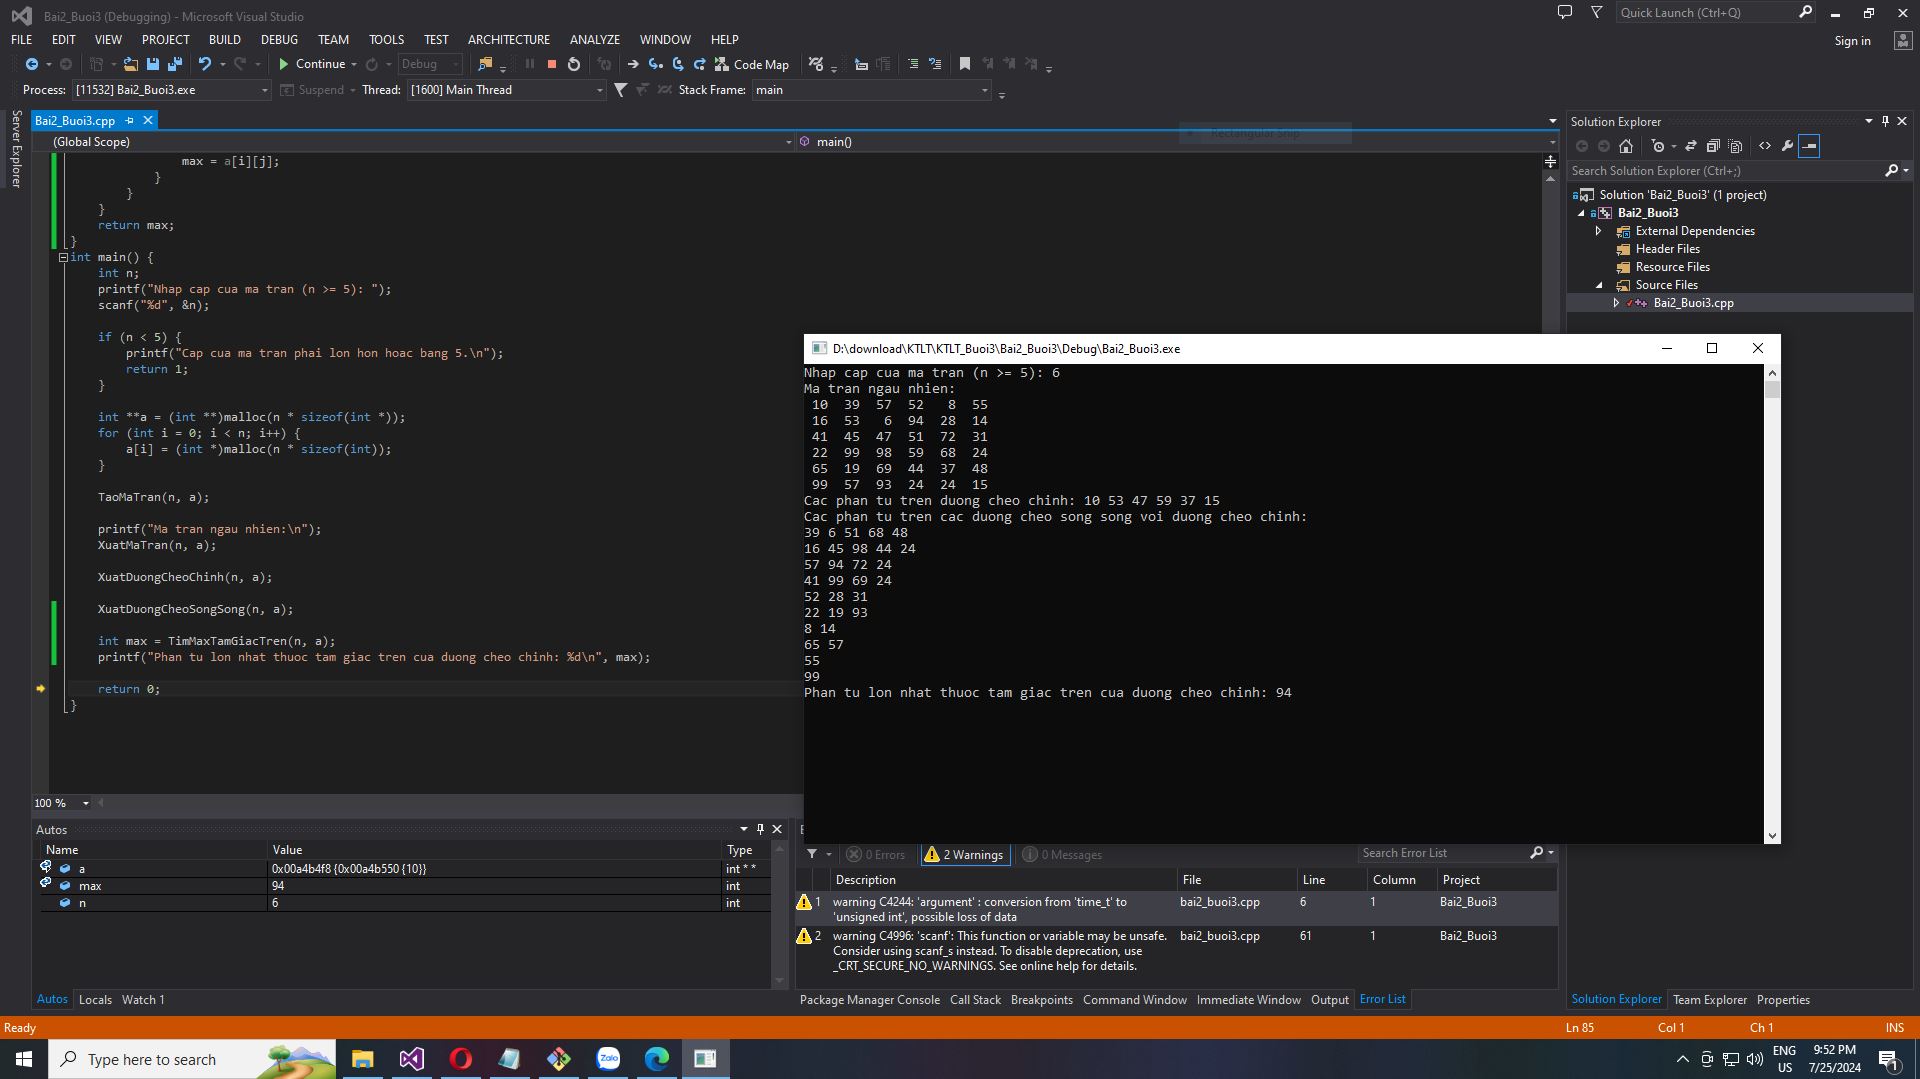 Bai2_Buoi3 (Debugging) - Microsoft Visual Studio
Quick Launch (Ctrl+Q)
FILE EDIT VIEW PROJECT BUILD DEBUG TEAM TOOLS TEST ARCHITECTURE ANALYZE WINDOW HELP
Sign in
Continue Debug Code Map
Process: [11532] Bai2_Buoi3.exe Suspend Thread: [1600] Main Thread Stack Frame: main
Server Explorer
Bai2_Buoi3.cpp
(Global Scope) main()
Rectangular Snip
max = a[i][j];
}
}
}
return max;
}
int main() {
int n;
printf("Nhap cap cua ma tran (n >= 5): ");
scanf("%d", &n);
if (n < 5) {
printf("Cap cua ma tran phai lon hon hoac bang 5.\n");
return 1;
}
int **a = (int **)malloc(n * sizeof(int *));
for (int i = 0; i < n; i++) {
a[i] = (int *)malloc(n * sizeof(int));
}
TaoMaTran(n, a);
printf("Ma tran ngau nhien:\n");
XuatMaTran(n, a);
XuatDuongCheoChinh(n, a);
XuatDuongCheoSongSong(n, a);
int max = TimMaxTamGiacTren(n, a);
printf("Phan tu lon nhat thuoc tam giac tren cua duong cheo chinh: %d\n", max);
return 0;
}
100 %
Solution Explorer
Search Solution Explorer (Ctrl+;)
Solution 'Bai2_Buoi3' (1 project)
Bai2_Buoi3
External Dependencies
Header Files
Resource Files
Source Files
Bai2_Buoi3.cpp
D:\download\KTLT\KTLT_Buoi3\Bai2_Buoi3\Debug\Bai2_Buoi3.exe
Nhap cap cua ma tran (n >= 5): 6
Ma tran ngau nhien:
10 39 57 52 8 55
16 53 6 94 28 14
41 45 47 51 72 31
22 99 98 59 68 24
65 19 69 44 37 48
99 57 93 24 24 15
Cac phan tu tren duong cheo chinh: 10 53 47 59 37 15
Cac phan tu tren cac duong cheo song song voi duong cheo chinh:
39 6 51 68 48
16 45 98 44 24
57 94 72 24
41 99 69 24
52 28 31
22 19 93
8 14
65 57
55
99
Phan tu lon nhat thuoc tam giac tren cua duong cheo chinh: 94
Autos
Name Value Type
a 0x00a4b4f8 {0x00a4b550 {10}} int * *
max 94 int
n 6 int
Autos Locals Watch 1
0 Errors 2 Warnings 0 Messages Search Error List
Description File Line Column Project
1 warning C4244: 'argument' : conversion from 'time_t' to 'unsigned int', possible loss of data bai2_buoi3.cpp 6 1 Bai2_Buoi3
2 warning C4996: 'scanf': This function or variable may be unsafe. Consider using scanf_s instead. To disable deprecation, use _CRT_SECURE_NO_WARNINGS. See online help for details. bai2_buoi3.cpp 61 1 Bai2_Buoi3
Package Manager Console Call Stack Breakpoints Command Window Immediate Window Output Error List
Solution Explorer Team Explorer Properties
Ready Ln 85 Col 1 Ch 1 INS
Type here to search
Zalo
ENG
US
9:52 PM
7/25/2024
1